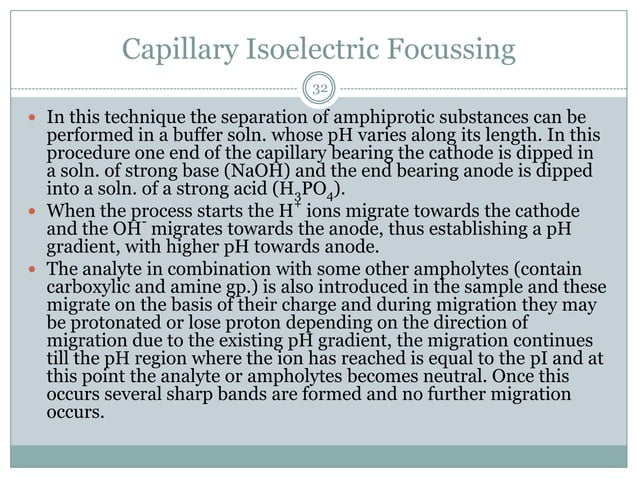 Capillary Isoelectric Focussing
32
In this technique the separation of amphiprotic substances can be
performed in a buffer soln. whose pH varies along its length. In this
procedure one end of the capillary bearing the cathode is dipped in
a soln. of strong base (NaOH) and the end bearing anode is dipped
into a soln. of a strong acid (H₃PO₄).
When the process starts the H⁺ ions migrate towards the cathode
and the OH⁻ migrates towards the anode, thus establishing a pH
gradient, with higher pH towards anode.
The analyte in combination with some other ampholytes (contain
carboxylic and amine gp.) is also introduced in the sample and these
migrate on the basis of their charge and during migration they may
be protonated or lose proton depending on the direction of
migration due to the existing pH gradient, the migration continues
till the pH region where the ion has reached is equal to the pI and at
this point the analyte or ampholytes becomes neutral. Once this
occurs several sharp bands are formed and no further migration
occurs.